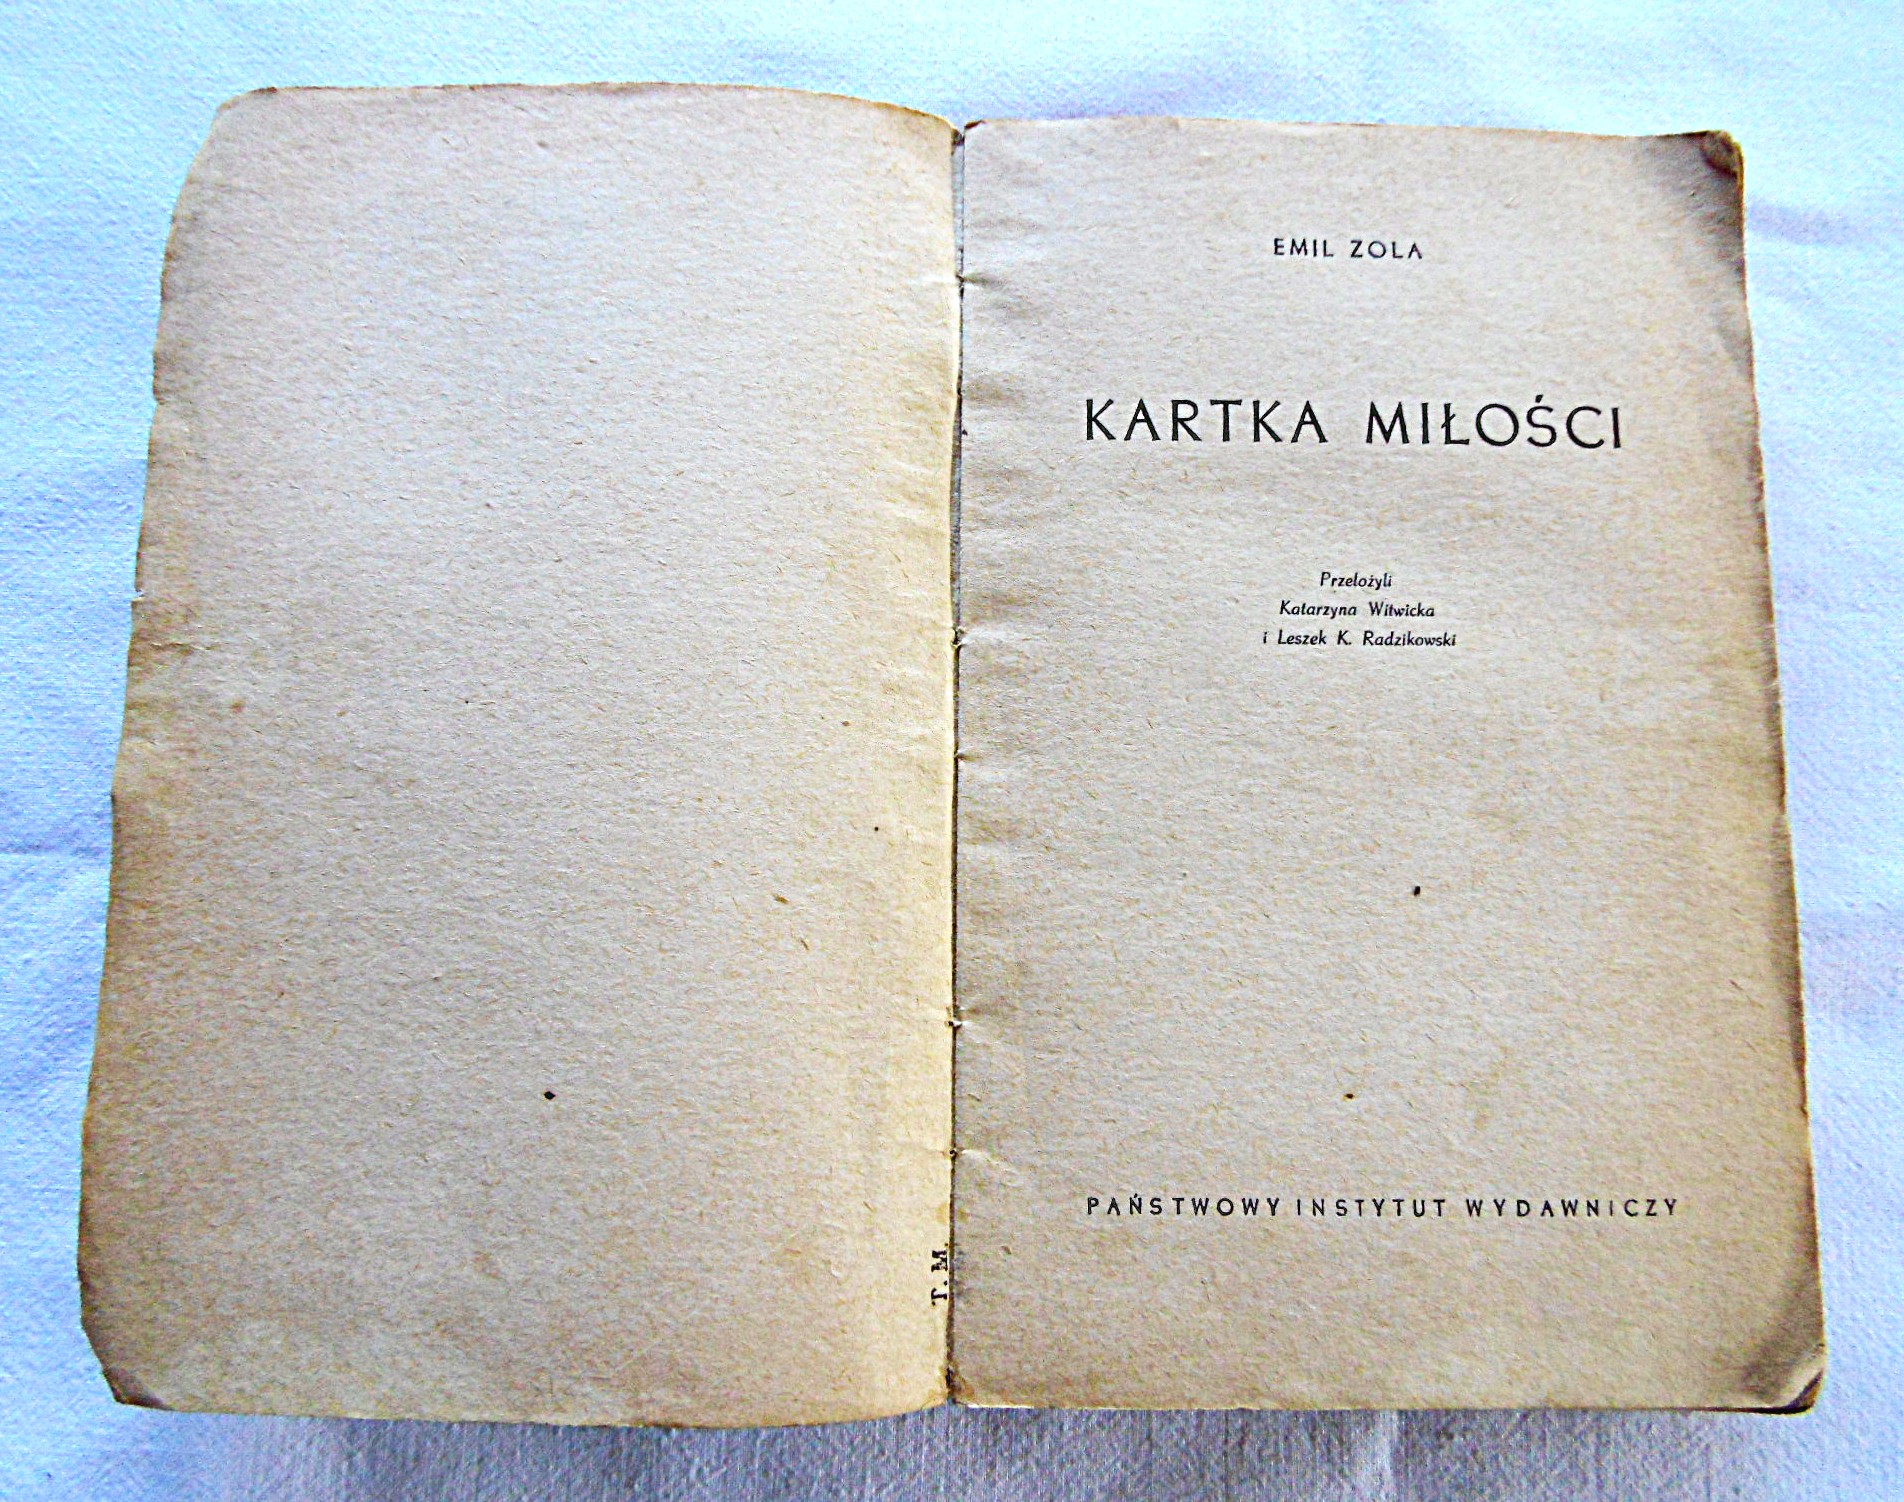 T. M.
EMIL ZOLA
KARTKA MIŁOŚCI
Przełożyli
Katarzyna Witwicka
i Leszek K. Radzikowski
PAŃSTWOWY INSTYTUT WYDAWNICZY